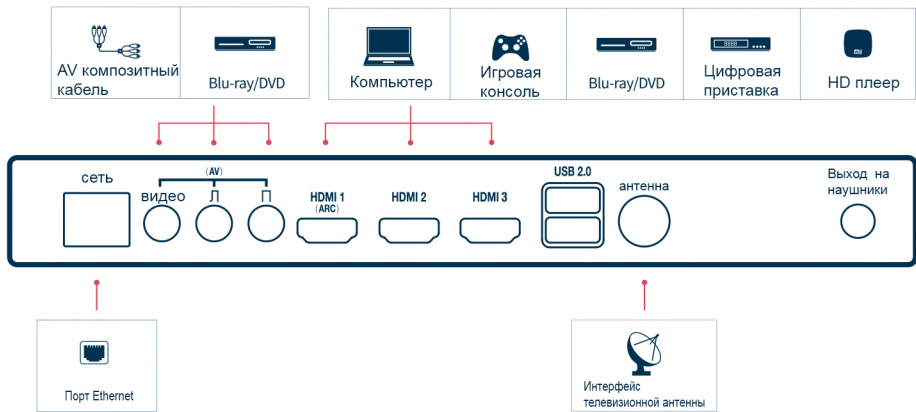 AV композитный
кабель
Blu-ray/DVD
Компьютер
Игровая
консоль
Blu-ray/DVD
Цифровая
приставка
HD плеер
сеть
(AV)
видео
Л
П
HDMI 1
(ARC)
HDMI 2
HDMI 3
USB 2.0
антенна
Выход на
наушники
Порт Ethernet
Интерфейс
телевизионной антенны